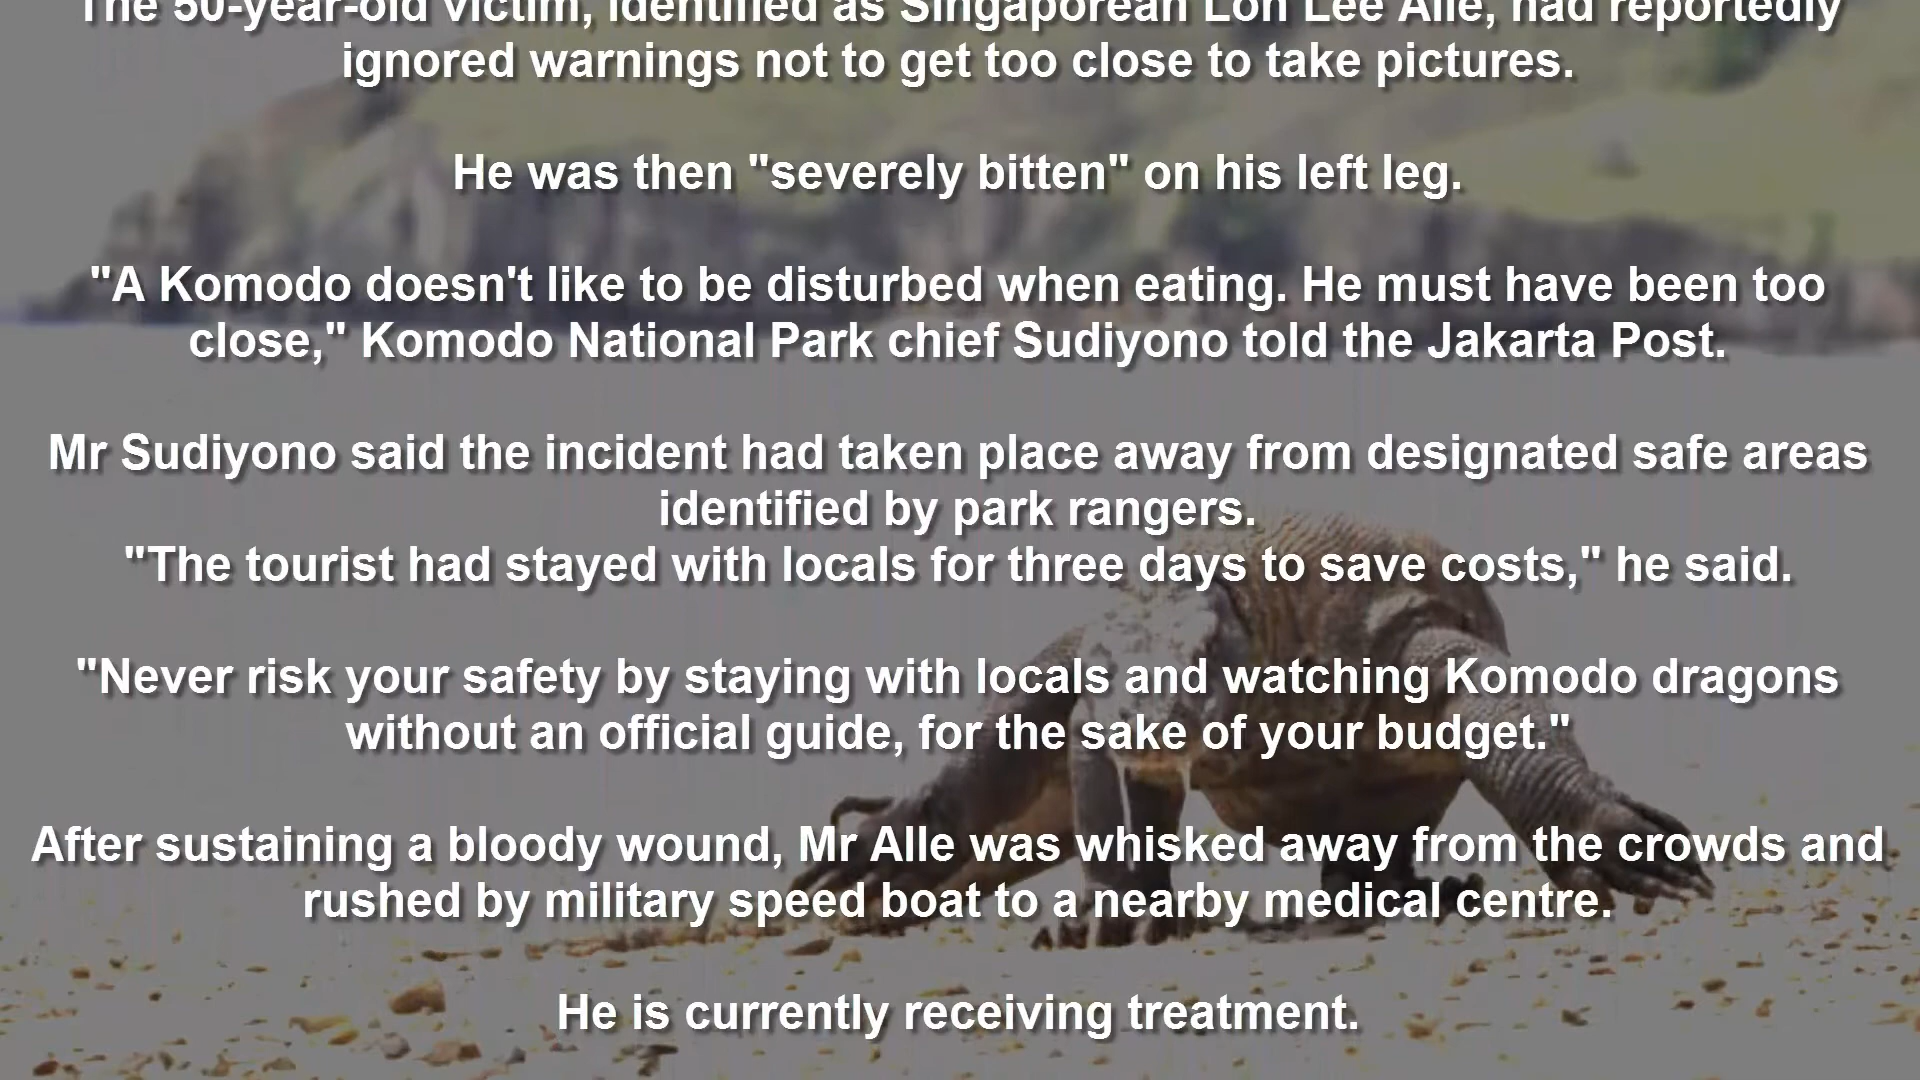 The 50-year-old victim, identified as Singaporean Lon Lee Alle, had reportedly
ignored warnings not to get too close to take pictures.
He was then "severely bitten" on his left leg.
"A Komodo doesn't like to be disturbed when eating. He must have been too
close," Komodo National Park chief Sudiyono told the Jakarta Post.
Mr Sudiyono said the incident had taken place away from designated safe areas
identified by park rangers.
"The tourist had stayed with locals for three days to save costs," he said.
"Never risk your safety by staying with locals and watching Komodo dragons
without an official guide, for the sake of your budget."
After sustaining a bloody wound, Mr Alle was whisked away from the crowds and
rushed by military speed boat to a nearby medical centre.
He is currently receiving treatment.